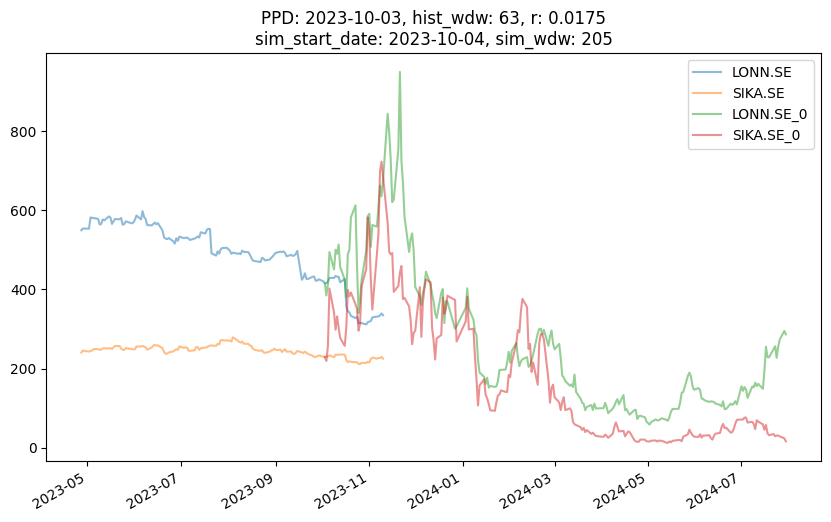 PPD: 2023-10-03, hist_wdw: 63, r: 0.0175
sim_start_date: 2023-10-04, sim_wdw: 205
LONN.SE
SIKA.SE
LONN.SE_0
SIKA.SE_0
800
600
400
200
0
2023-05
2023-07
2023-09
2023-11
2024-01
2024-03
2024-05
2024-07